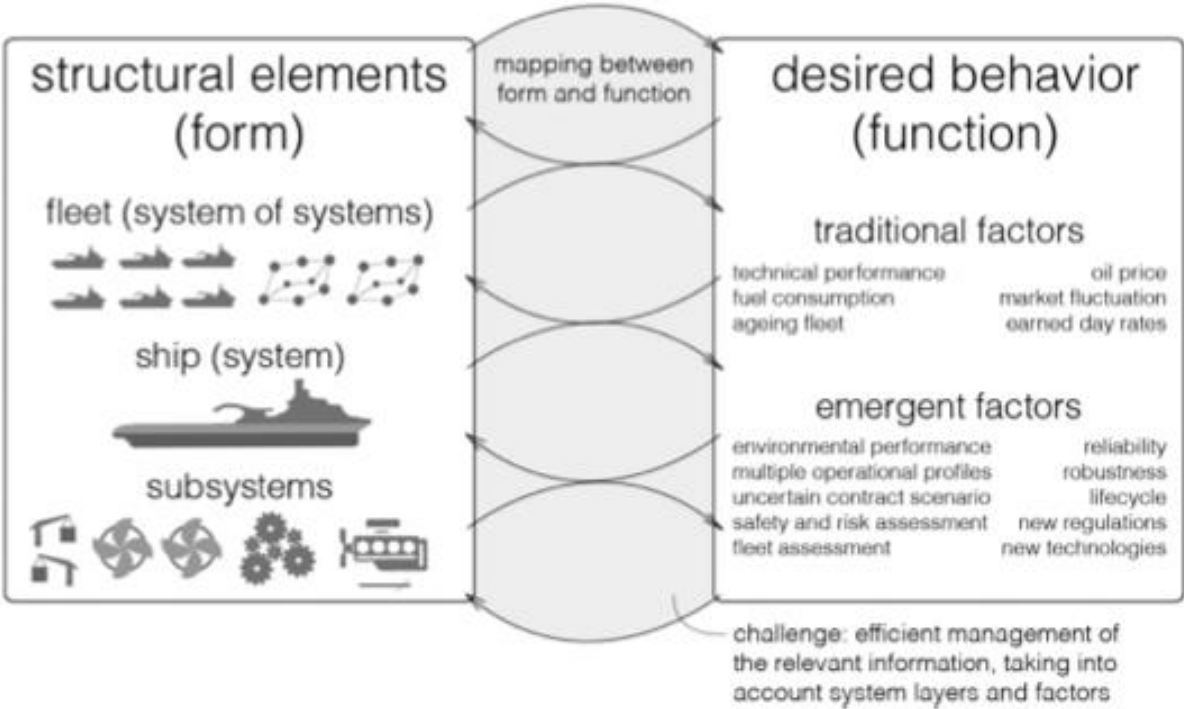 structural elements
(form)
fleet (system of systems)
ship (system)
subsystems
mapping between
form and function
desired behavior
(function)
traditional factors
technical performance oil price
fuel consumption market fluctuation
ageing fleet earned day rates
emergent factors
environmental performance reliability
multiple operational profiles robustness
uncertain contract scenario lifecycle
safety and risk assessment new regulations
fleet assessment new technologies
challenge: efficient management of
the relevant information, taking into
account system layers and factors